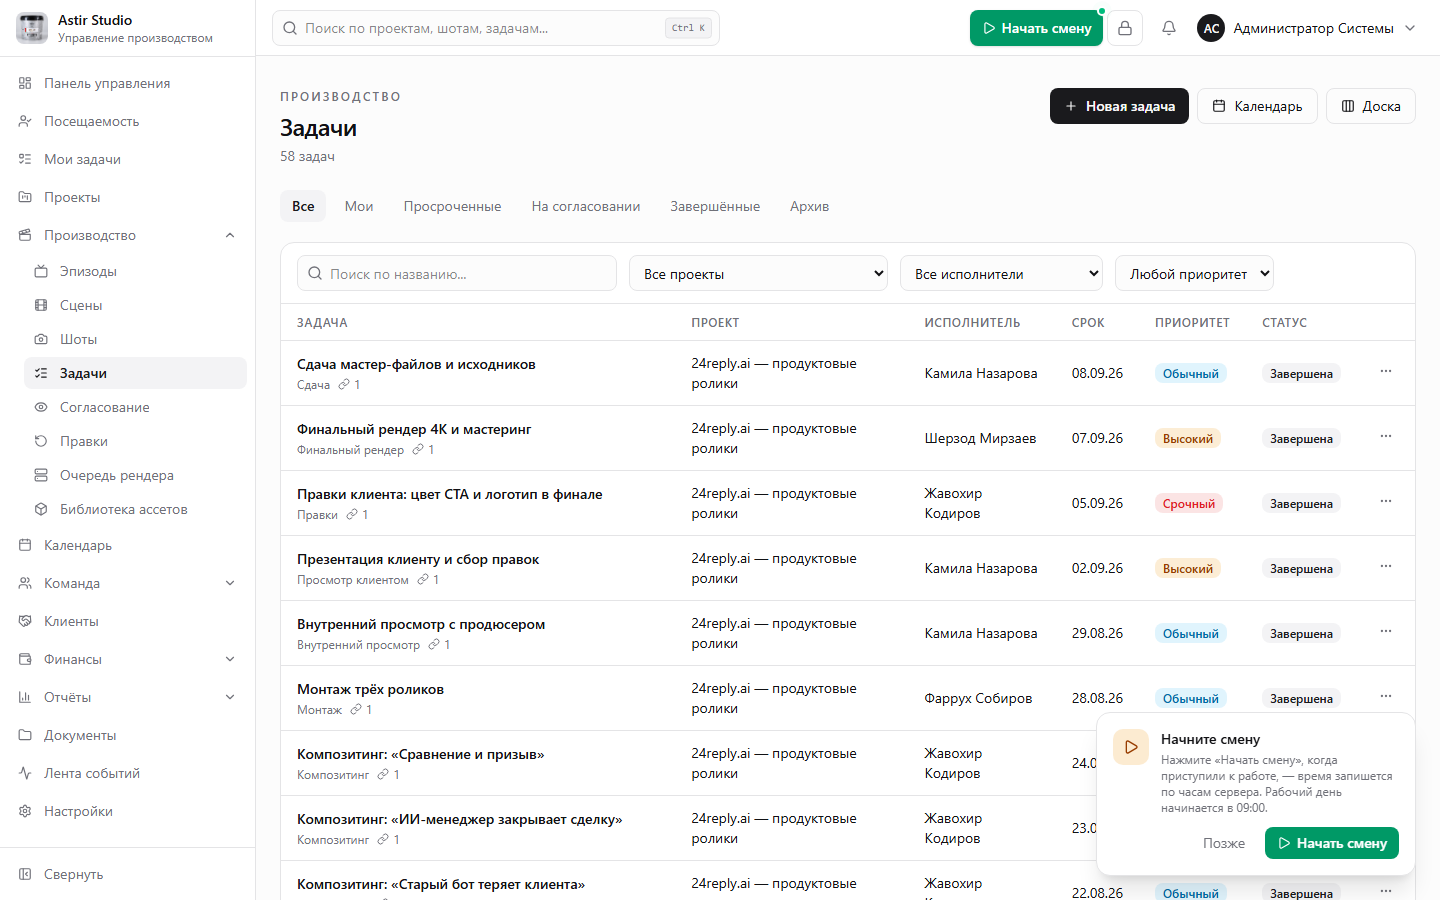 Astir Studio
Управление производством
Поиск по проектам, шотам, задачам...
Ctrl K
Начать смену
АС
Администратор Системы
Панель управления
Посещаемость
Мои задачи
Проекты
Производство
Эпизоды
Сцены
Шоты
Задачи
Согласование
Правки
Очередь рендера
Библиотека ассетов
Календарь
Команда
Клиенты
Финансы
Отчёты
Документы
Лента событий
Настройки
Свернуть
ПРОИЗВОДСТВО
Задачи
58 задач
Новая задача
Календарь
Доска
Все
Мои
Просроченные
На согласовании
Завершённые
Архив
Поиск по названию...
Все проекты
Все исполнители
Любой приоритет
ЗАДАЧА ПРОЕКТ ИСПОЛНИТЕЛЬ СРОК ПРИОРИТЕТ СТАТУС
Сдача мастер-файлов и исходников
Сдача 1
24reply.ai — продуктовые
ролики
Камила Назарова
08.09.26
Обычный
Завершена
Финальный рендер 4K и мастеринг
Финальный рендер 1
24reply.ai — продуктовые
ролики
Шерзод Мирзаев
07.09.26
Высокий
Завершена
Правки клиента: цвет CTA и логотип в финале
Правки 1
24reply.ai — продуктовые
ролики
Жавохир
Кодиров
05.09.26
Срочный
Завершена
Презентация клиенту и сбор правок
Просмотр клиентом 1
24reply.ai — продуктовые
ролики
Камила Назарова
02.09.26
Высокий
Завершена
Внутренний просмотр с продюсером
Внутренний просмотр 1
24reply.ai — продуктовые
ролики
Камила Назарова
29.08.26
Обычный
Завершена
Монтаж трёх роликов
Монтаж 1
24reply.ai — продуктовые
ролики
Фаррух Собиров
28.08.26
Обычный
Завершена
Композитинг: «Сравнение и призыв»
Композитинг 1
24reply.ai — продуктовые
ролики
Жавохир
Кодиров
24.0
Композитинг: «ИИ-менеджер закрывает сделку»
Композитинг 1
24reply.ai — продуктовые
ролики
Жавохир
Кодиров
23.0
Композитинг: «Старый бот теряет клиента»
24reply.ai — продуктовые
Жавохир
22.08.26
Обычный
Завершена
Начните смену
Нажмите «Начать смену», когда
приступили к работе, — время запишется
по часам сервера. Рабочий день
начинается в 09:00.
Позже
Начать смену